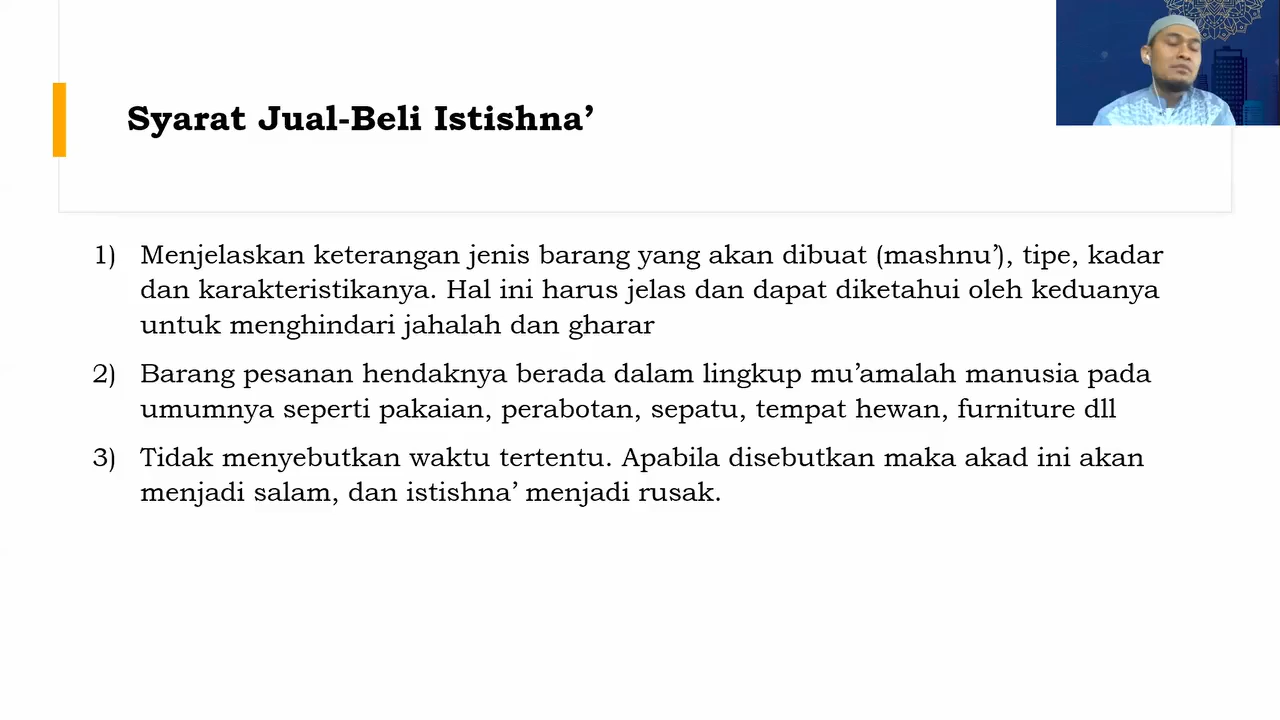 Syarat Jual-Beli Istishna’
1) Menjelaskan keterangan jenis barang yang akan dibuat (mashnu’), tipe, kadar
dan karakteristikanya. Hal ini harus jelas dan dapat diketahui oleh keduanya
untuk menghindari jahalah dan gharar
2) Barang pesanan hendaknya berada dalam lingkup mu’amalah manusia pada
umumnya seperti pakaian, perabotan, sepatu, tempat hewan, furniture dll
3) Tidak menyebutkan waktu tertentu. Apabila disebutkan maka akad ini akan
menjadi salam, dan istishna’ menjadi rusak.